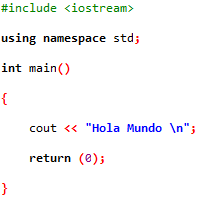 #include <iostream>
using namespace std;
int main()
{
cout << "Hola Mundo \n";
return (0);
}